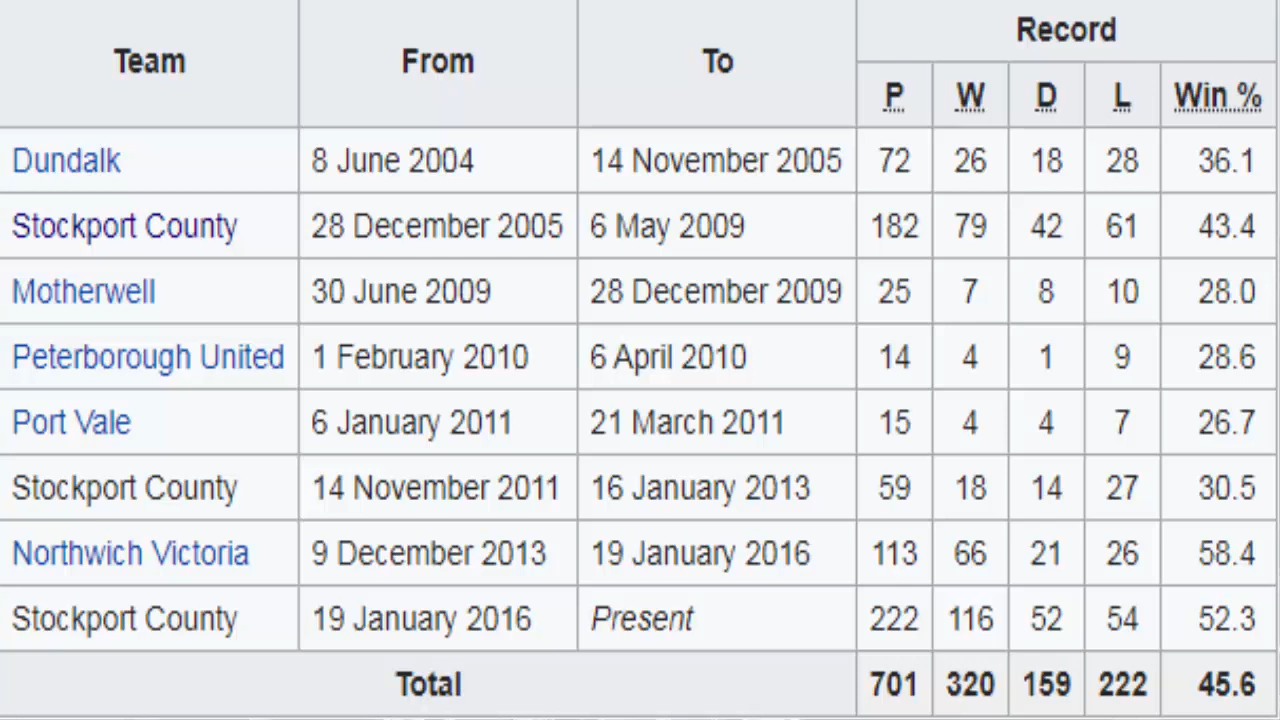 Team From To Record
P W D L Win %
Dundalk 8 June 2004 14 November 2005 72 26 18 28 36.1
Stockport County 28 December 2005 6 May 2009 182 79 42 61 43.4
Motherwell 30 June 2009 28 December 2009 25 7 8 10 28.0
Peterborough United 1 February 2010 6 April 2010 14 4 1 9 28.6
Port Vale 6 January 2011 21 March 2011 15 4 4 7 26.7
Stockport County 14 November 2011 16 January 2013 59 18 14 27 30.5
Northwich Victoria 9 December 2013 19 January 2016 113 66 21 26 58.4
Stockport County 19 January 2016 Present 222 116 52 54 52.3
Total 701 320 159 222 45.6